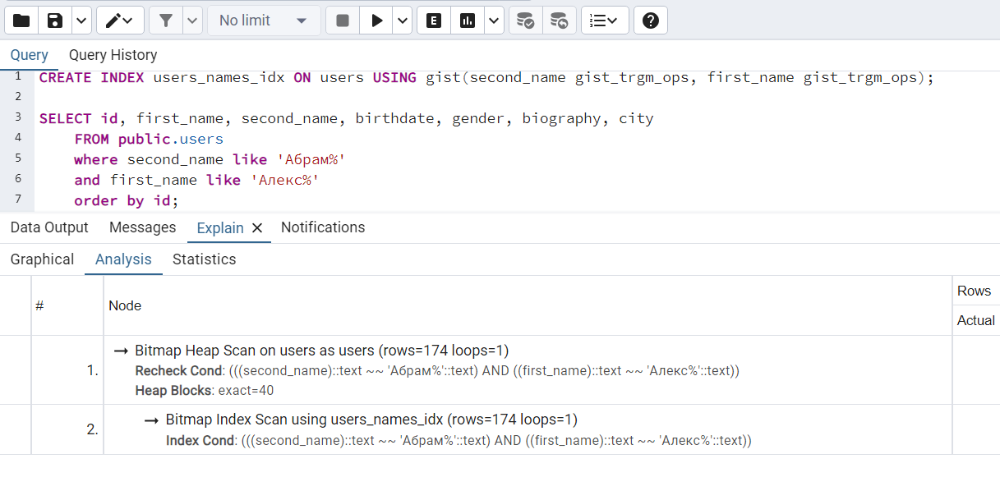 No limit
E
Query Query History
1 CREATE INDEX users_names_idx ON users USING gist(second_name gist_trgm_ops, first_name gist_trgm_ops);
2
3 SELECT id, first_name, second_name, birthdate, gender, biography, city
4 FROM public.users
5 where second_name like 'Абрам%'
6 and first_name like 'Алекс%'
7 order by id;
Data Output Messages Explain Notifications
Graphical Analysis Statistics
# Node Rows
Actual
1. → Bitmap Heap Scan on users as users (rows=174 loops=1)
Recheck Cond: (((second_name)::text ~~ 'Абрам%'::text) AND ((first_name)::text ~~ 'Алекс%'::text))
Heap Blocks: exact=40
2. → Bitmap Index Scan using users_names_idx (rows=174 loops=1)
Index Cond: (((second_name)::text ~~ 'Абрам%'::text) AND ((first_name)::text ~~ 'Алекс%'::text))